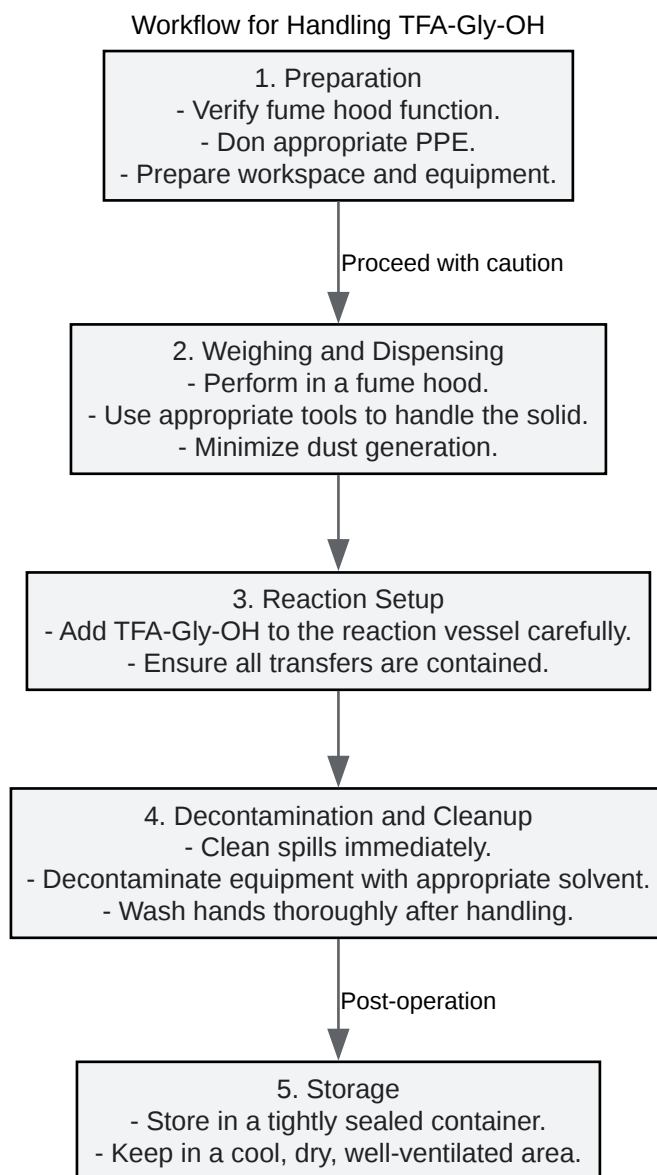 Workflow for Handling TFA-Gly-OH
1. Preparation
- Verify fume hood function.
- Don appropriate PPE.
- Prepare workspace and equipment.
Proceed with caution
2. Weighing and Dispensing
- Perform in a fume hood.
- Use appropriate tools to handle the solid.
- Minimize dust generation.
3. Reaction Setup
- Add TFA-Gly-OH to the reaction vessel carefully.
- Ensure all transfers are contained.
4. Decontamination and Cleanup
- Clean spills immediately.
- Decontaminate equipment with appropriate solvent.
- Wash hands thoroughly after handling.
Post-operation
5. Storage
- Store in a tightly sealed container.
- Keep in a cool, dry, well-ventilated area.